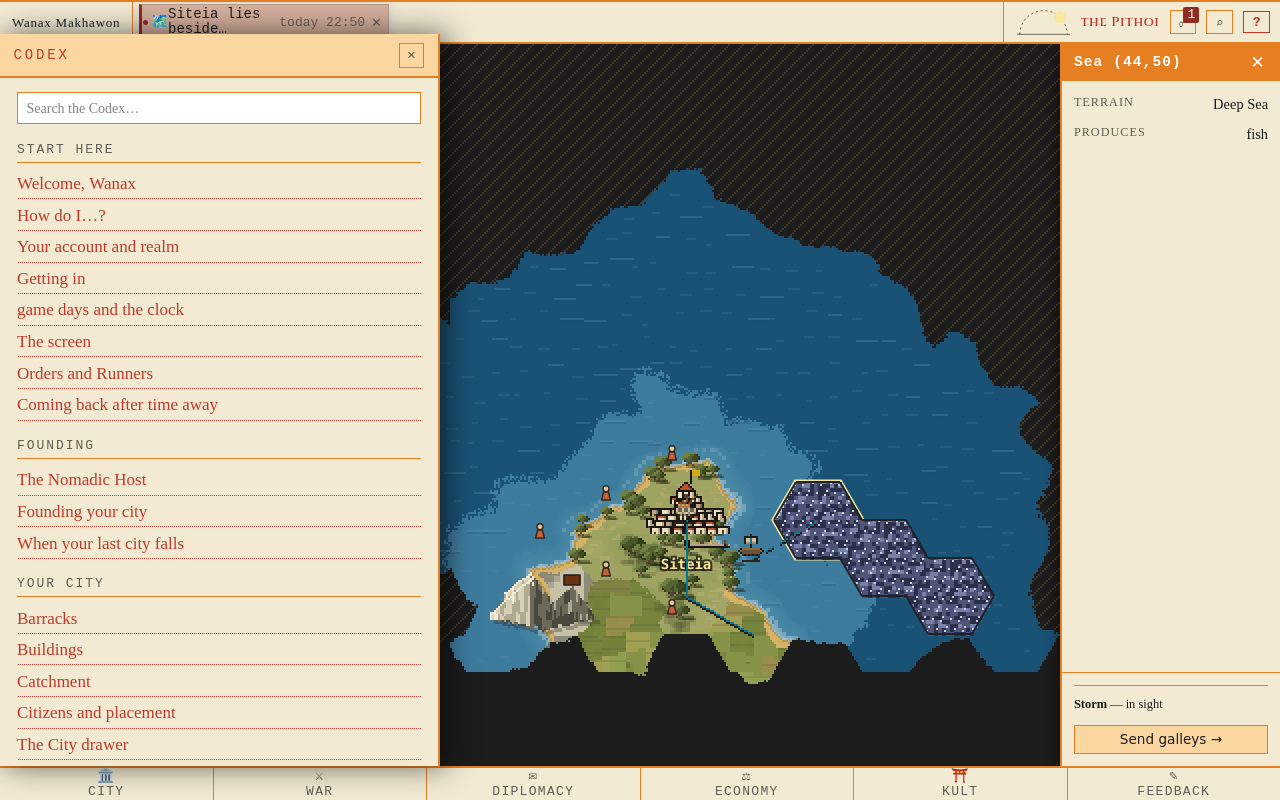 Wanax Makhawon
Siteia lies beside…
today 22:50 ✕
THE PITHOI
1
?
CODEX
✕
Search the Codex…
START HERE
Welcome, Wanax
How do I…?
Your account and realm
Getting in
game days and the clock
The screen
Orders and Runners
Coming back after time away
FOUNDING
The Nomadic Host
Founding your city
When your last city falls
YOUR CITY
Barracks
Buildings
Catchment
Citizens and placement
The City drawer
Siteia
Sea (44,50) ✕
TERRAIN Deep Sea
PRODUCES fish
Storm — in sight
Send galleys →
CITY
WAR
DIPLOMACY
ECONOMY
KULT
FEEDBACK